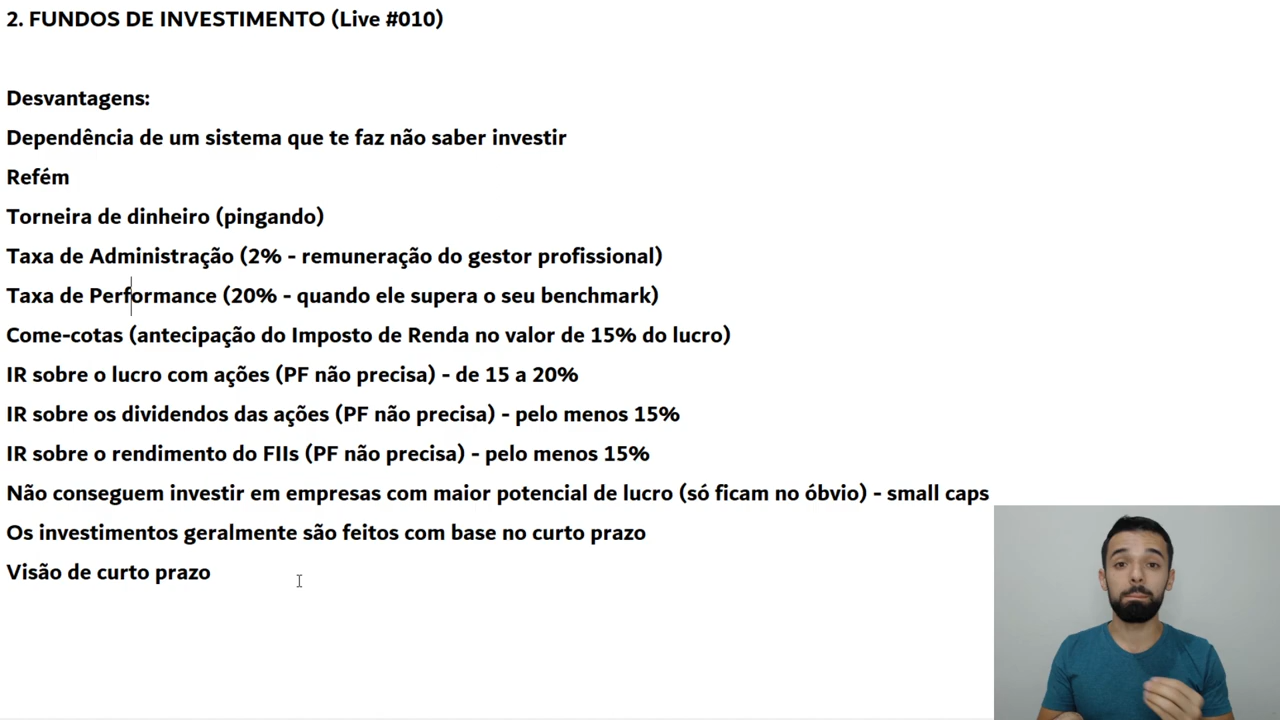 2. FUNDOS DE INVESTIMENTO (Live #010)
Desvantagens:
Dependência de um sistema que te faz não saber investir
Refém
Torneira de dinheiro (pingando)
Taxa de Administração (2% - remuneração do gestor profissional)
Taxa de Performance (20% - quando ele supera o seu benchmark)
Come-cotas (antecipação do Imposto de Renda no valor de 15% do lucro)
IR sobre o lucro com ações (PF não precisa) - de 15 a 20%
IR sobre os dividendos das ações (PF não precisa) - pelo menos 15%
IR sobre o rendimento do FIIs (PF não precisa) - pelo menos 15%
Não conseguem investir em empresas com maior potencial de lucro (só ficam no óbvio) - small caps
Os investimentos geralmente são feitos com base no curto prazo
Visão de curto prazo